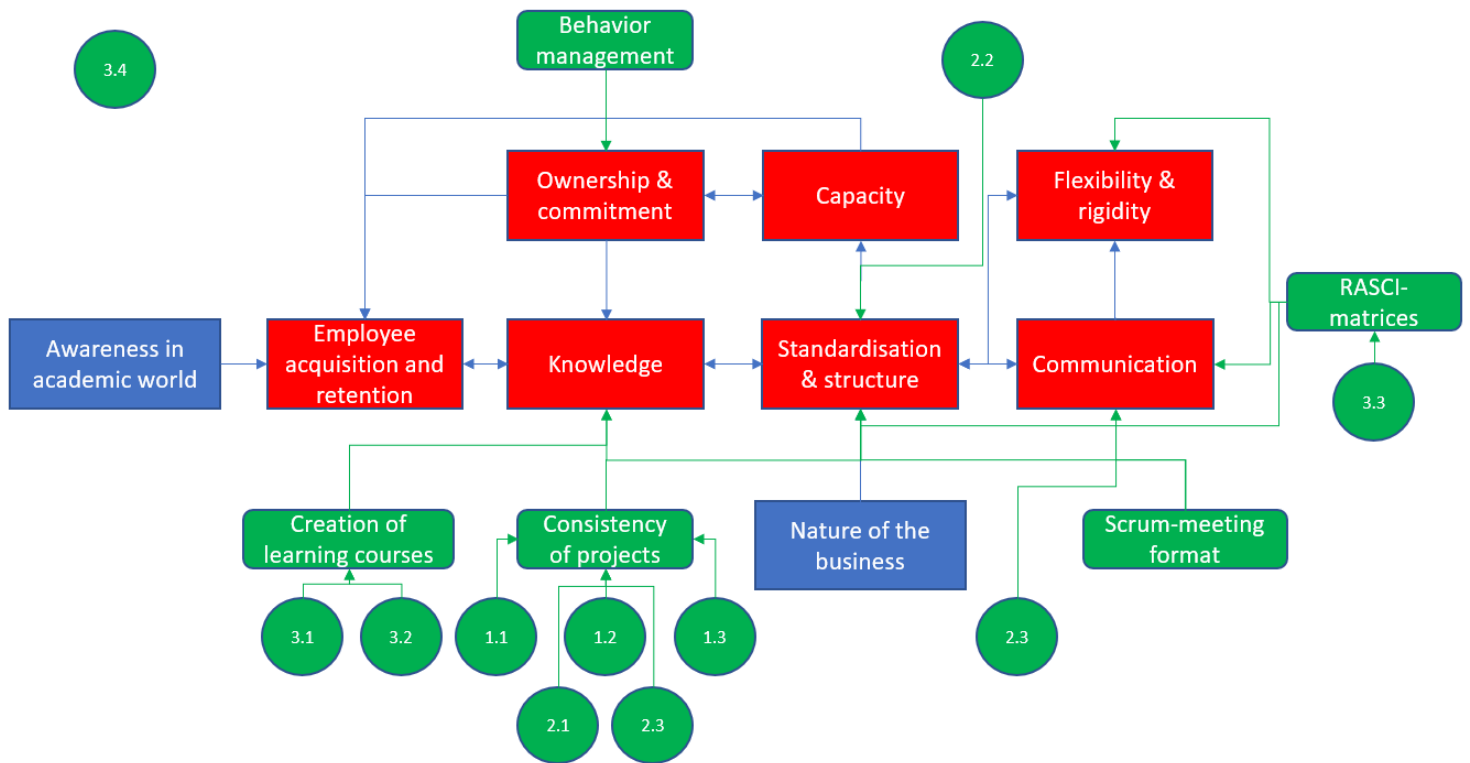 Behavior
management
3.4
2.2
Ownership &
commitment
Capacity
Flexibility &
rigidity
RASCI-
matrices
Awareness in
academic world
Employee
acquisition and
retention
Knowledge
Standardisation
& structure
Communication
3.3
Creation of
learning courses
Consistency
of projects
Nature of the
business
Scrum-meeting
format
3.1
3.2
1.1
1.2
1.3
2.3
2.1
2.3